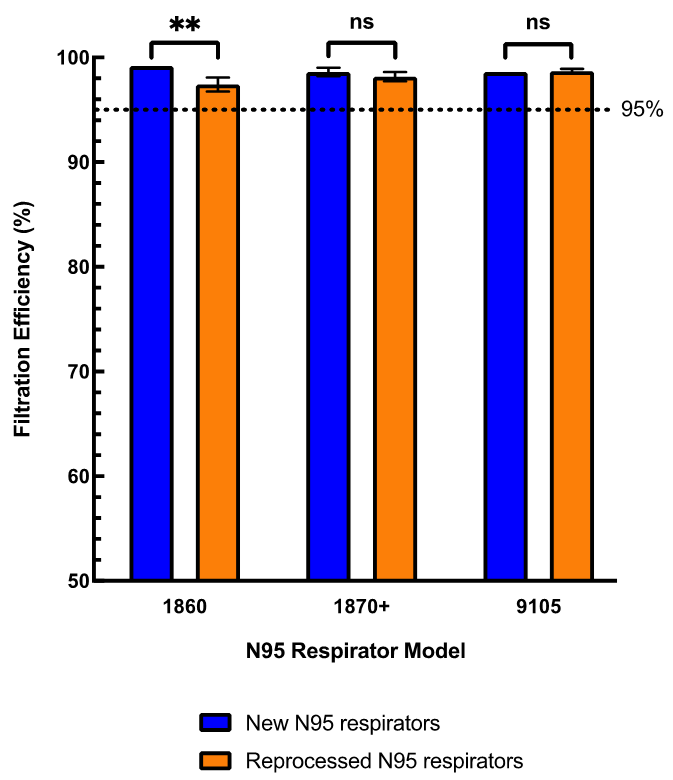 ** ns ns
100
95%
90
80
70
60
50
Filtration Efficiency (%)
1860 1870+ 9105
N95 Respirator Model
New N95 respirators
Reprocessed N95 respirators